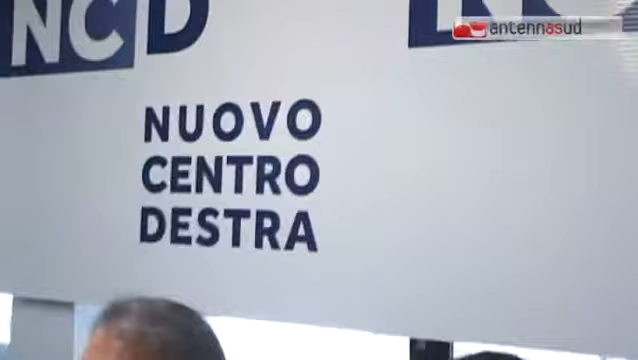 NCD
antennasud
NUOVO
CENTRO
DESTRA